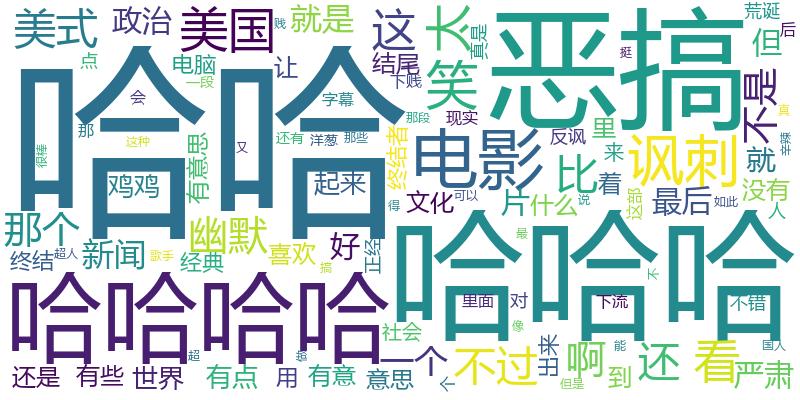 美式
政治
美国
就是
这
太
真是
恶搞
荒诞
后
但
贬
点
电脑
让
结尾
挺
笑
不是
哈哈
一段
下贱
那
会
字幕
那段
现实
里
真
很棒
这种
有意思
又
还有
洋葱
那些
终结者
电影
反讽
来
讽刺
就
辛辣
鸡鸡
起来
比
着
得
文化
可以
片
什么
说
这部
最后
如此
没有
人
那个
终结
超人
新闻
歌手
经典
幽默
喜欢
搞
好
正经
哈哈哈
最
不
里面
对
下流
不错
像
哈哈哈哈
社会
超
一个
不过
出来
啊
能
还
看
国人
还是
有些
世界
有点
用
有意
意思
个
但是
到
严肃